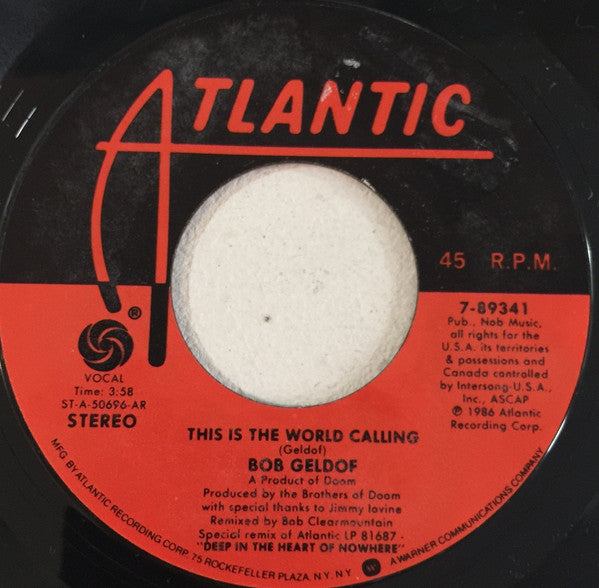 ATLANTIC
45 R.P.M.
®
VOCAL
Time: 3:58
ST-A-50696-AR
STEREO
7-89341
Pub., Nob Music,
all rights for the
U.S.A. its territories
& possessions and
Canada controlled
by Intersong-U.S.A.,
Inc., ASCAP
Ⓟ 1986 Atlantic
Recording Corp.
THIS IS THE WORLD CALLING
(Geldof)
BOB GELDOF
A Product of Doom
Produced by the Brothers of Doom
with special thanks to Jimmy Iovine
Remixed by Bob Clearmountain
Special remix of Atlantic LP 81687 -
"DEEP IN THE HEART OF NOWHERE"
MFG BY ATLANTIC RECORDING CORP. 75 ROCKEFELLER PLAZA, N.Y. N.Y. W A WARNER COMMUNICATIONS COMPANY